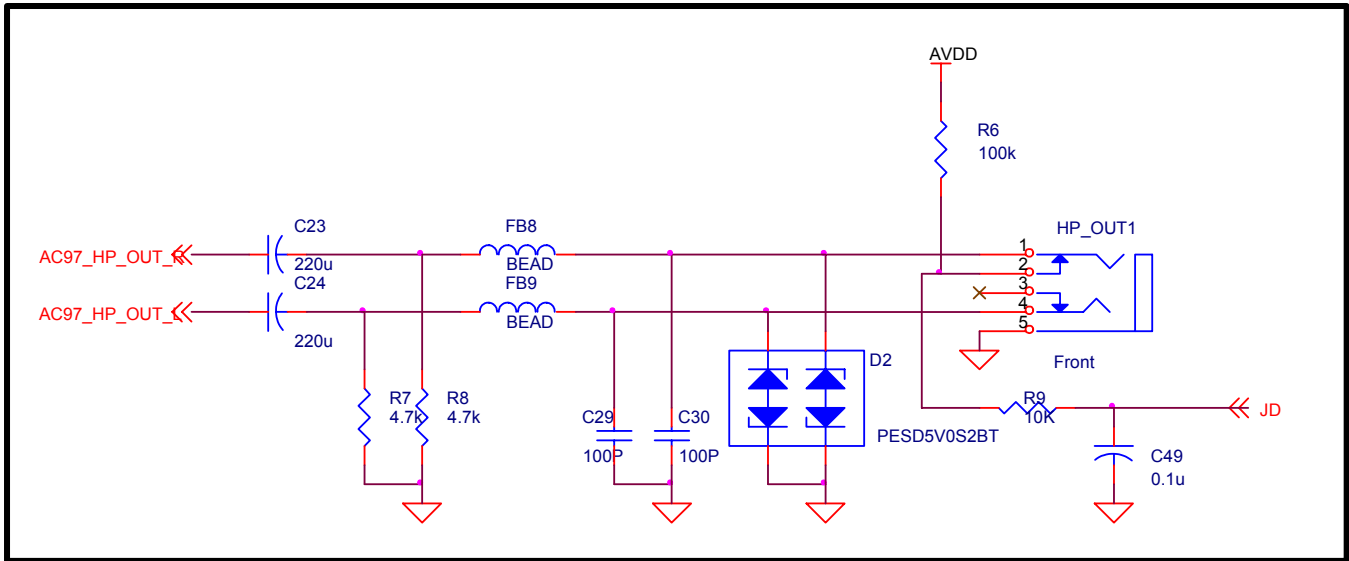 AVDD
R6
100k
C23
FB8
HP_OUT1
1
AC97_HP_OUT_R
220u
BEAD
2
C24
FB9
3
4
AC97_HP_OUT_L
BEAD
220u
5
D2
Front
R7
R8
R9
4.7k
4.7k
C29
C30
10K
JD
PESD5V0S2BT
100P
100P
C49
0.1u